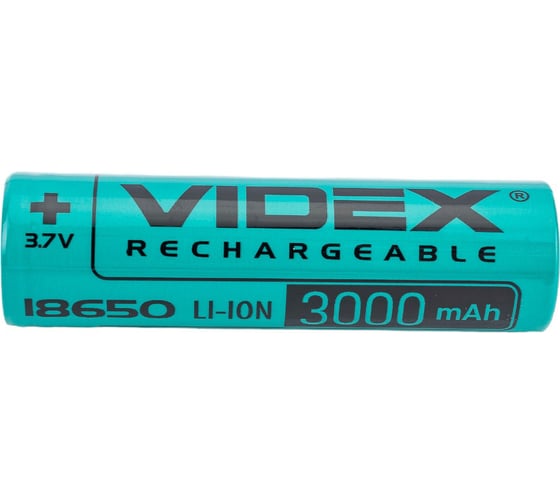 + VIDEX®
3.7V RECHARGEABLE
18650 LI-ION 3000 mAh